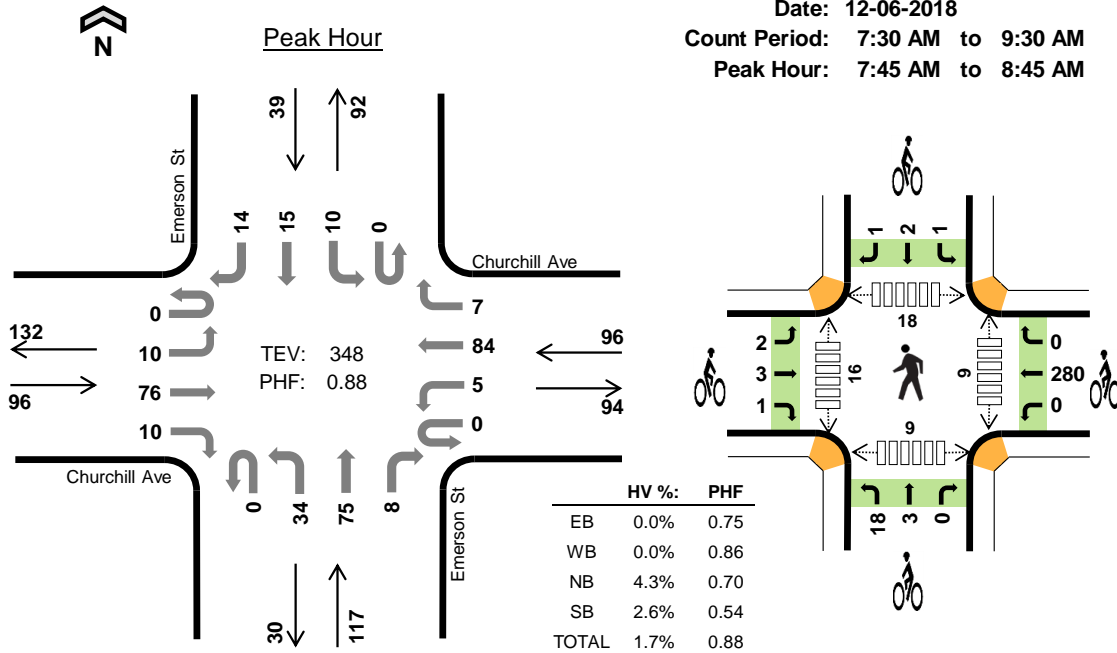 N
Peak Hour
Date: 12-06-2018
Count Period: 7:30 AM to 9:30 AM
Peak Hour: 7:45 AM to 8:45 AM
39
92
Emerson St
14
15
10
0
Churchill Ave
0
10
76
10
132
96
TEV: 348
PHF: 0.88
7
84
5
0
96
94
Churchill Ave
0
34
75
8
Emerson St
30
117
HV %: PHF
EB 0.0% 0.75
WB 0.0% 0.86
NB 4.3% 0.70
SB 2.6% 0.54
TOTAL 1.7% 0.88
1
2
1
18
2
3
1
16
9
0
280
0
9
18
3
0